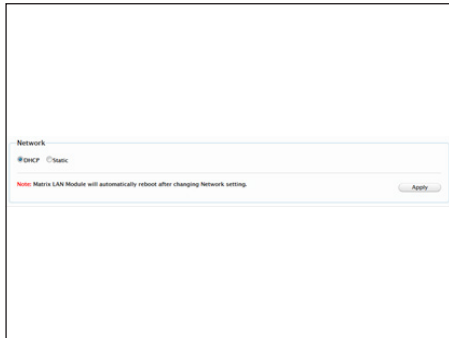 Network
DHCP Static
Note: Matrix LAN Module will automatically reboot after changing Network setting.
Apply